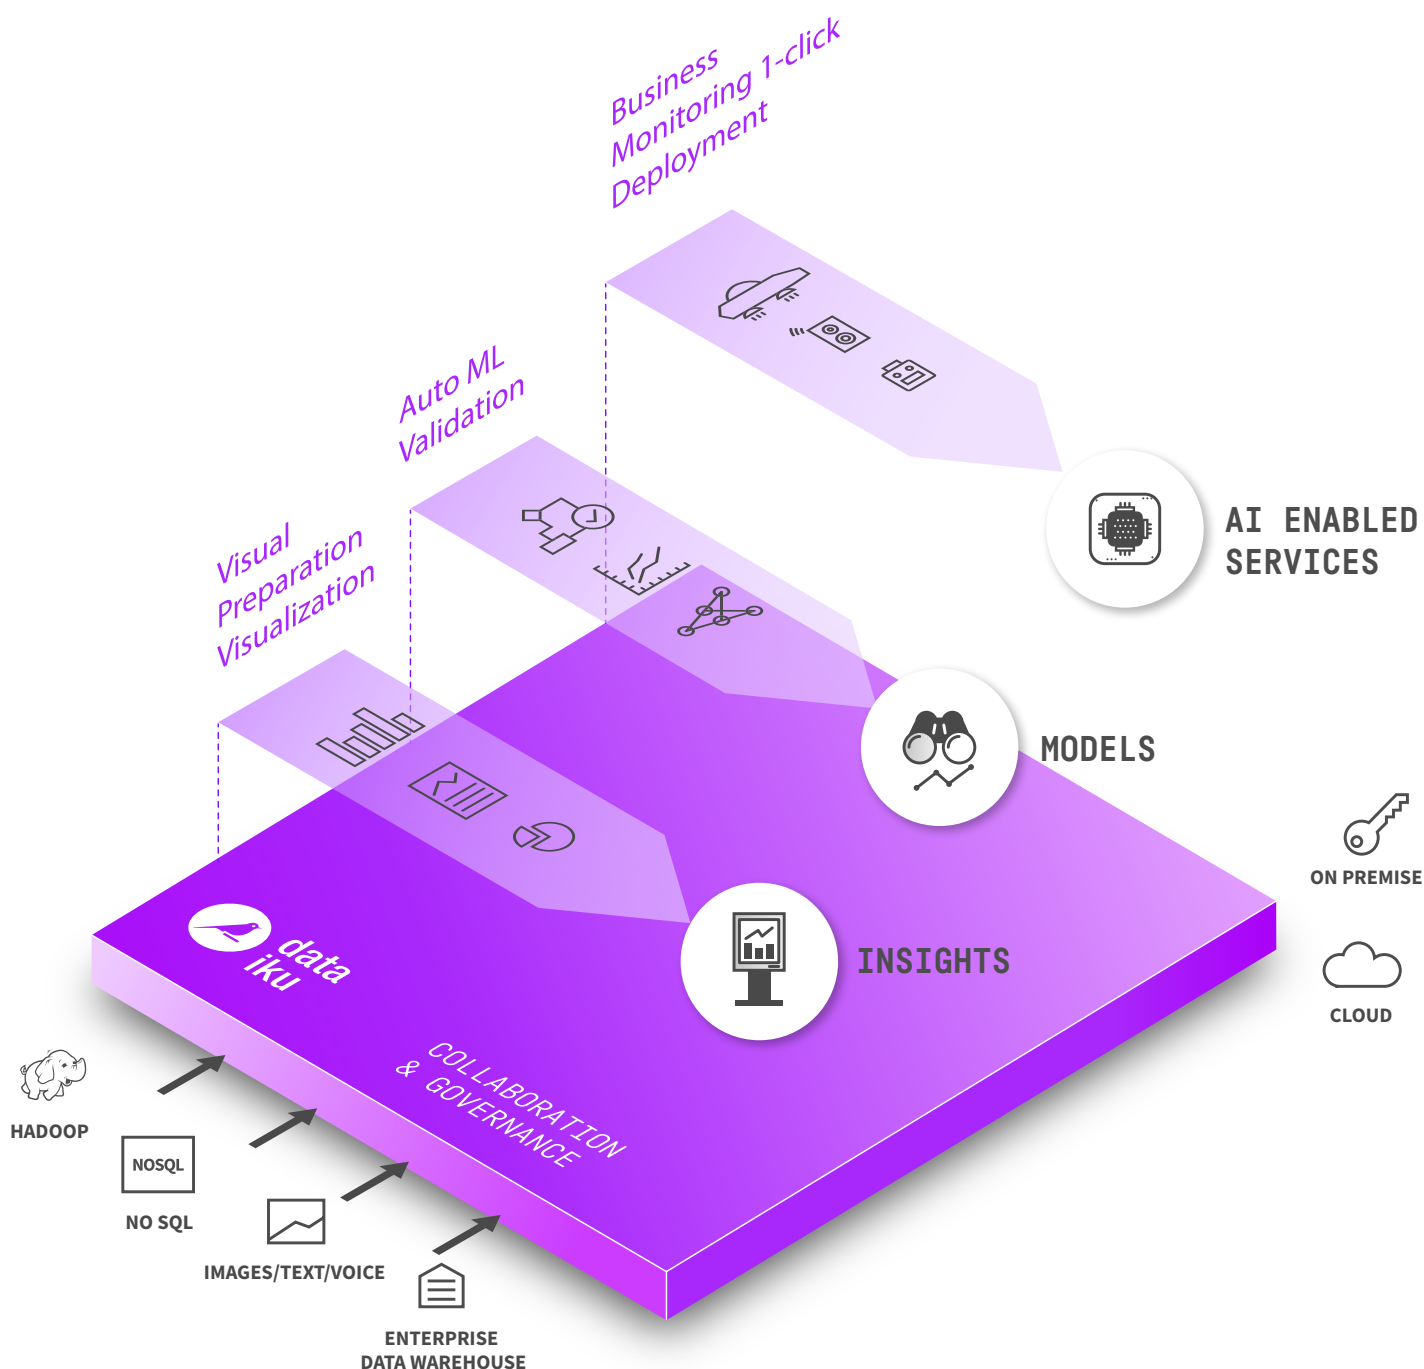 Business
Monitoring 1-click
Deployment
Auto ML
Validation
Visual
Preparation
Visualization
AI ENABLED
SERVICES
MODELS
INSIGHTS
ON PREMISE
CLOUD
data
iku
COLLABORATION
& GOVERNANCE
HADOOP
NOSQL
NO SQL
IMAGES/TEXT/VOICE
ENTERPRISE
DATA WAREHOUSE